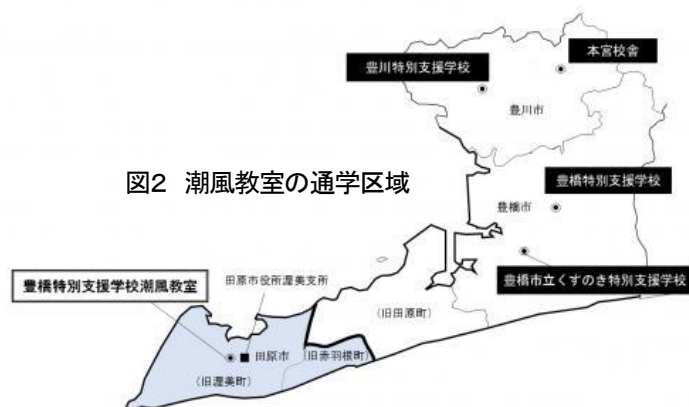 本宮校舎
豊川特別支援学校
豊川市
図2 潮風教室の通学区域
豊橋特別支援学校
豊橋市
豊橋特別支援学校潮風教室
田原市役所渥美支所
豊橋市立くすのき特別支援学校
(旧田原町)
田原市
(旧赤羽根町)
(旧渥美町)